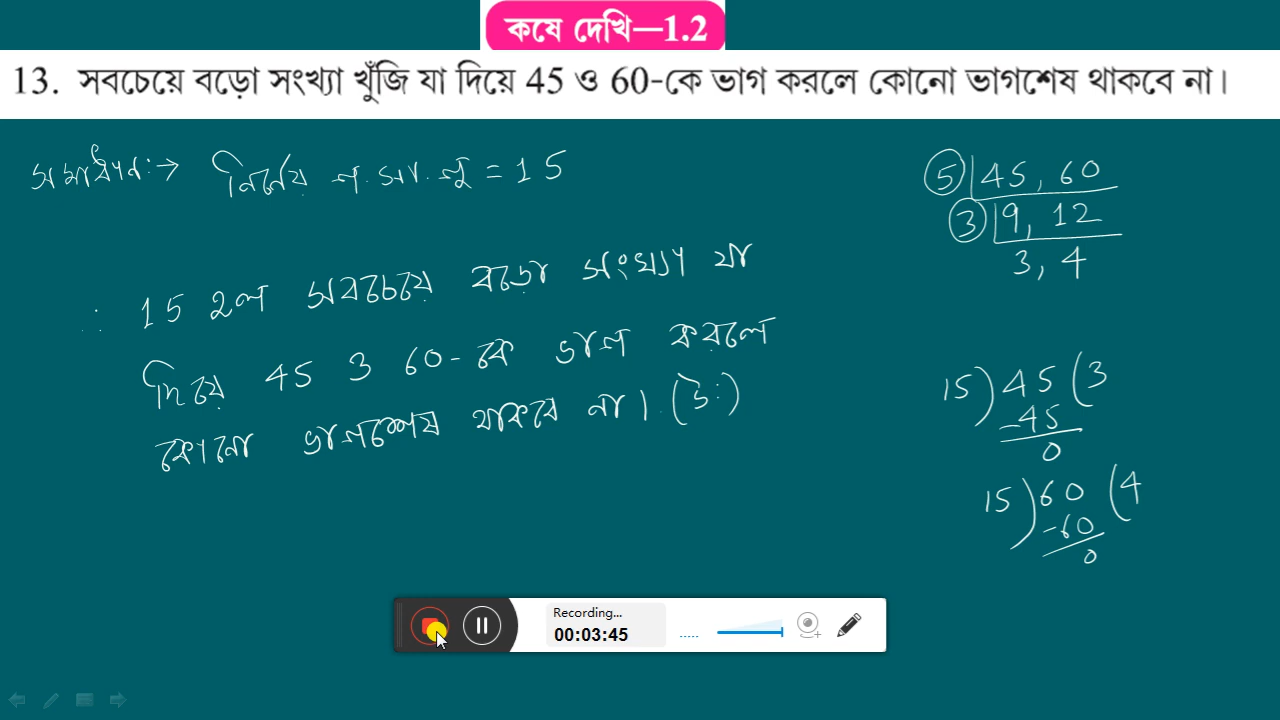 কষে দেখি—1.2
13. সবচেয়ে বড়ো সংখ্যা খুঁজি যা দিয়ে 45 ও 60-কে ভাগ করলে কোনো ভাগশেষ থাকবে না।
সমাধান:→ নির্ণেয় গ.সা.গু = 15
∴ 15 হল সবচেয়ে বড়ো সংখ্যা যা
দিয়ে 45 ও 60-কে ভাগ করলে
কোনো ভাগশেষ থাকবে না। (উ:)
5 | 45, 60
3 | 9, 12
3, 4
15) 45 (3
-45
0
15) 60 (4
-60
0
Recording...
00:03:45